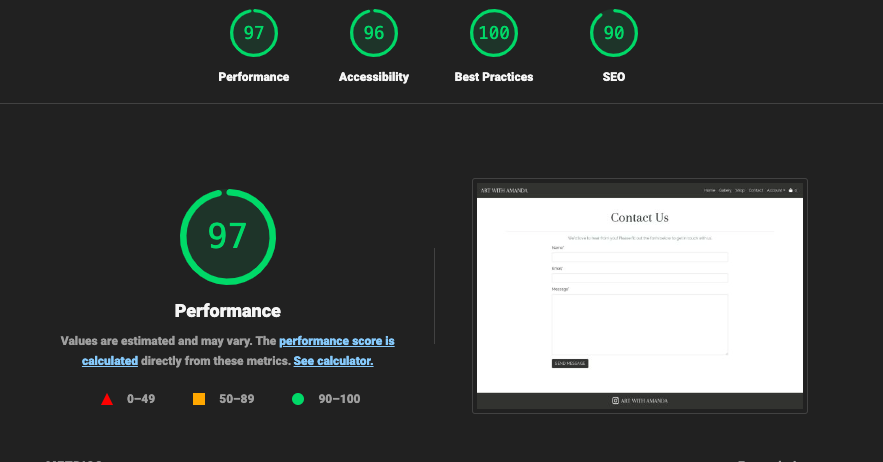 97
96
100
90
Performance
Accessibility
Best Practices
SEO
97
Performance
Values are estimated and may vary. The performance score is
calculated directly from these metrics. See calculator.
0–49
50–89
90–100
ART WITH AMANDA
Home Gallery Shop Contact Account
Contact Us
Name*
Email*
Message*
SEND MESSAGE
ART WITH AMANDA